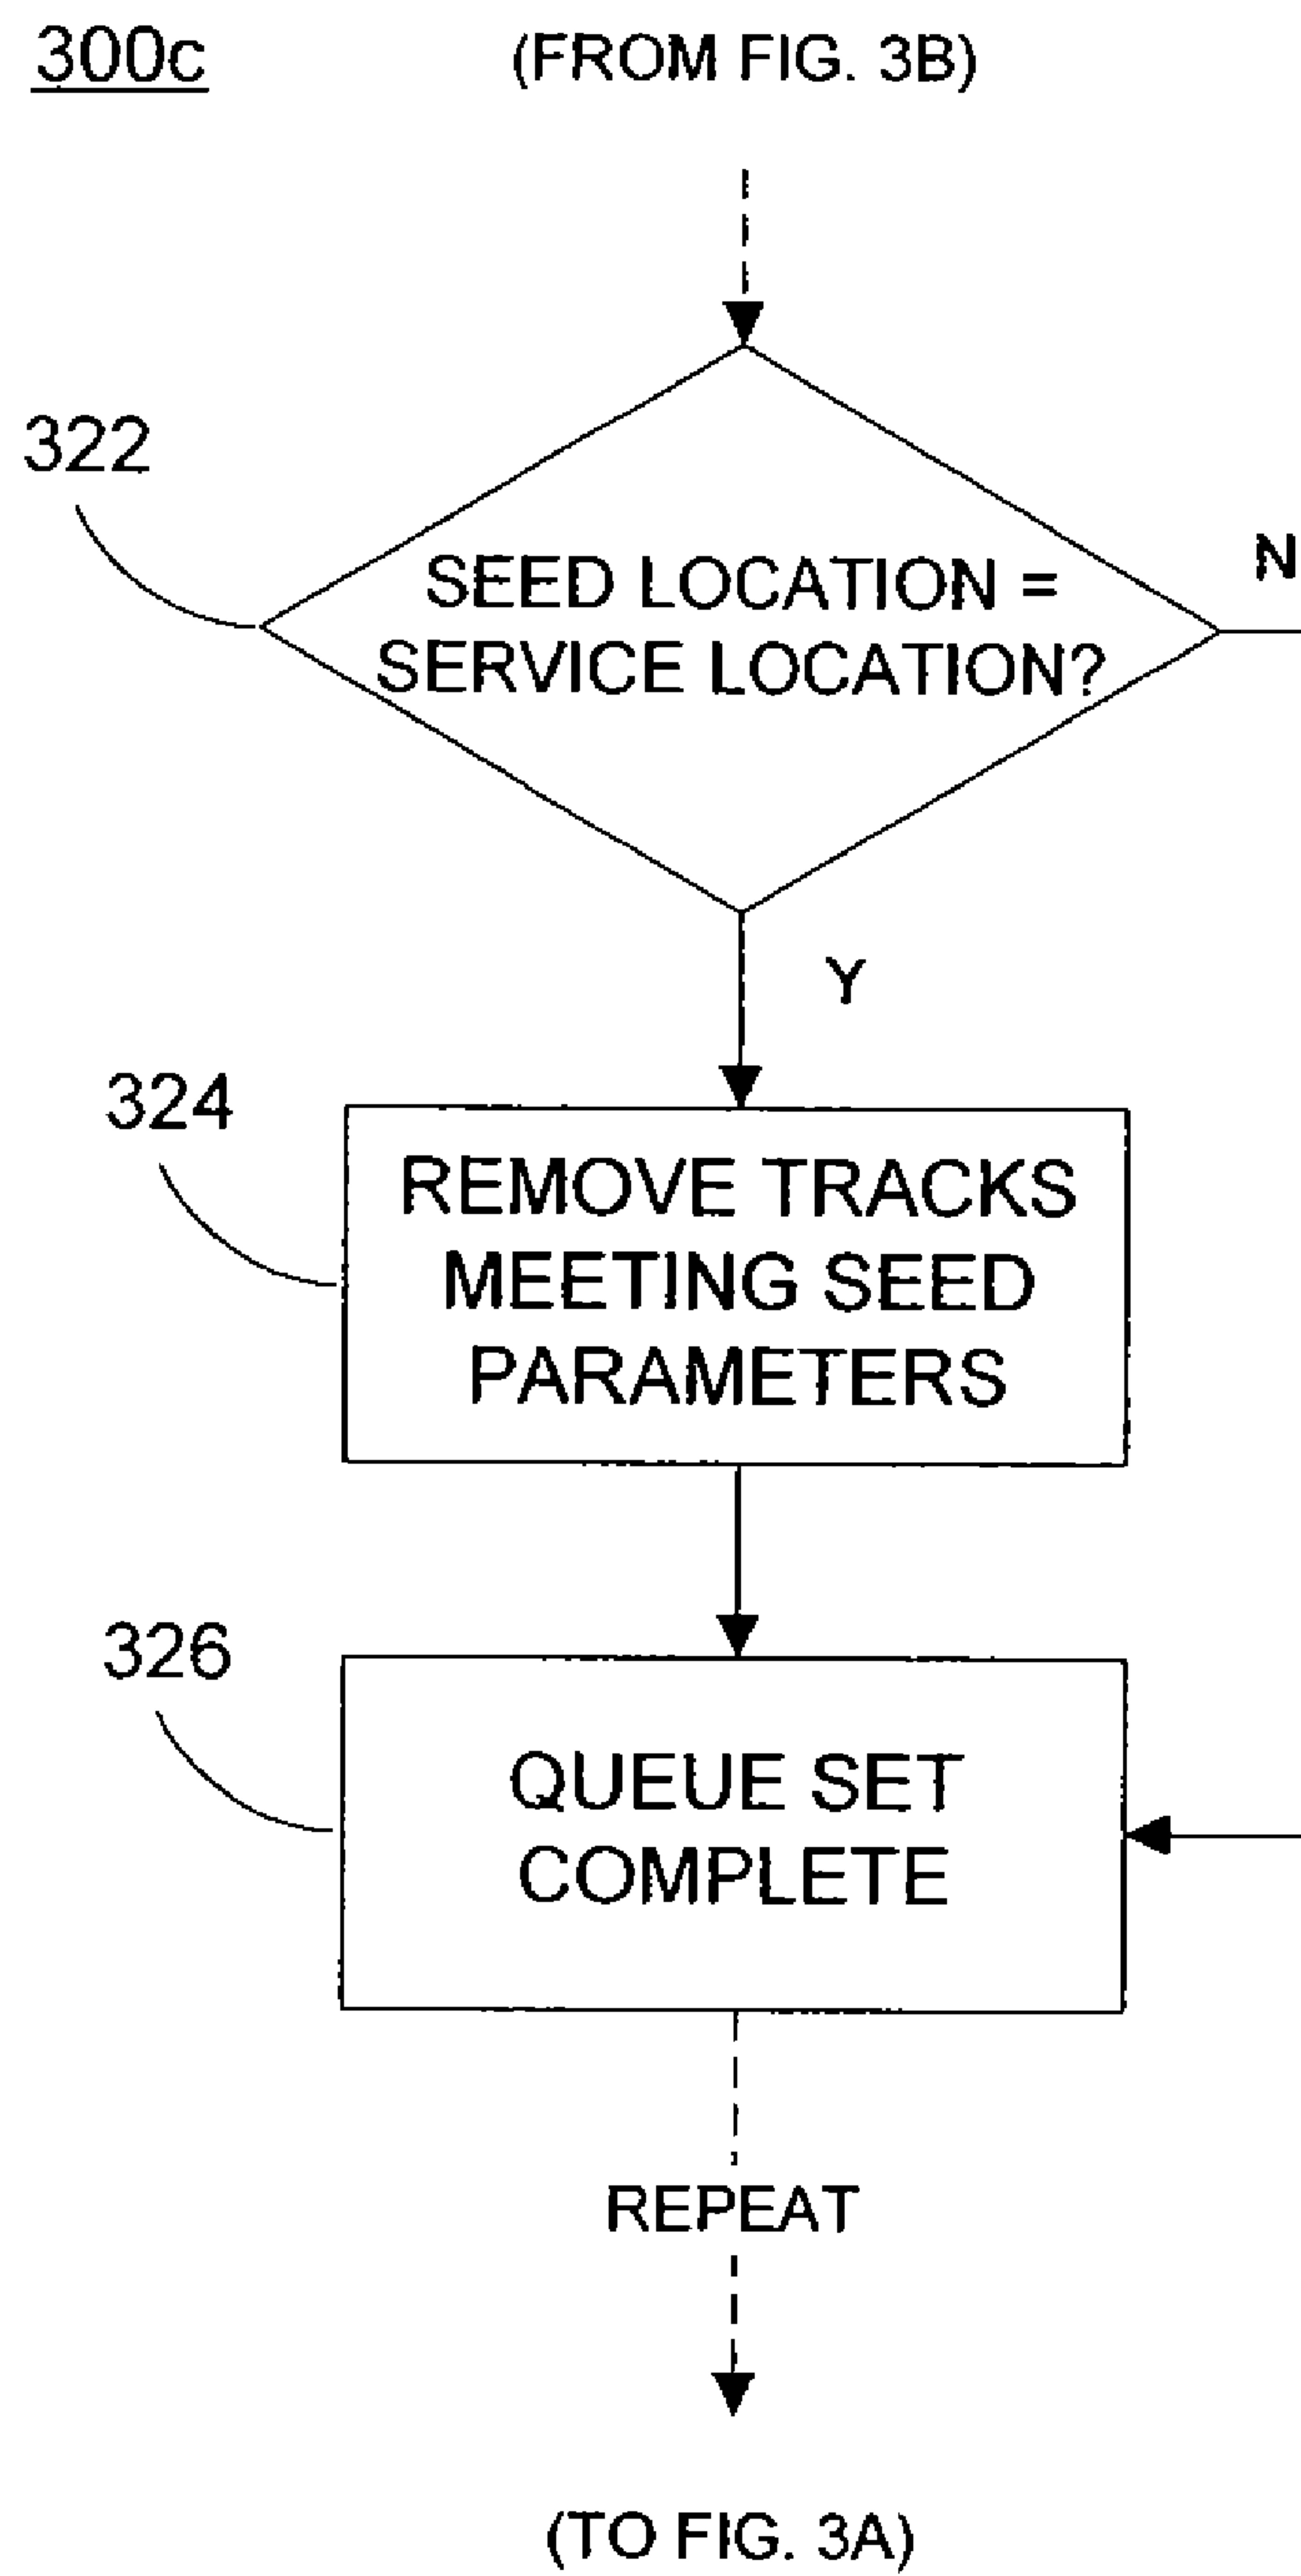 300c
(FROM FIG. 3B)
322
SEED LOCATION =
SERVICE LOCATION?
N
Y
324
REMOVE TRACKS
MEETING SEED
PARAMETERS
326
QUEUE SET
COMPLETE
REPEAT
(TO FIG. 3A)